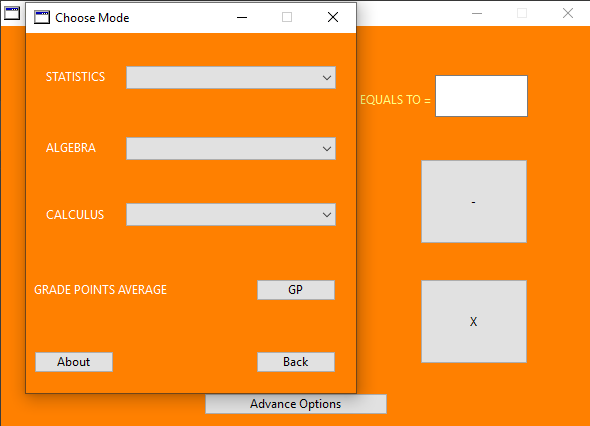 Choose Mode
STATISTICS
EQUALS TO =
ALGEBRA
-
CALCULUS
GRADE POINTS AVERAGE
GP
X
About
Back
Advance Options